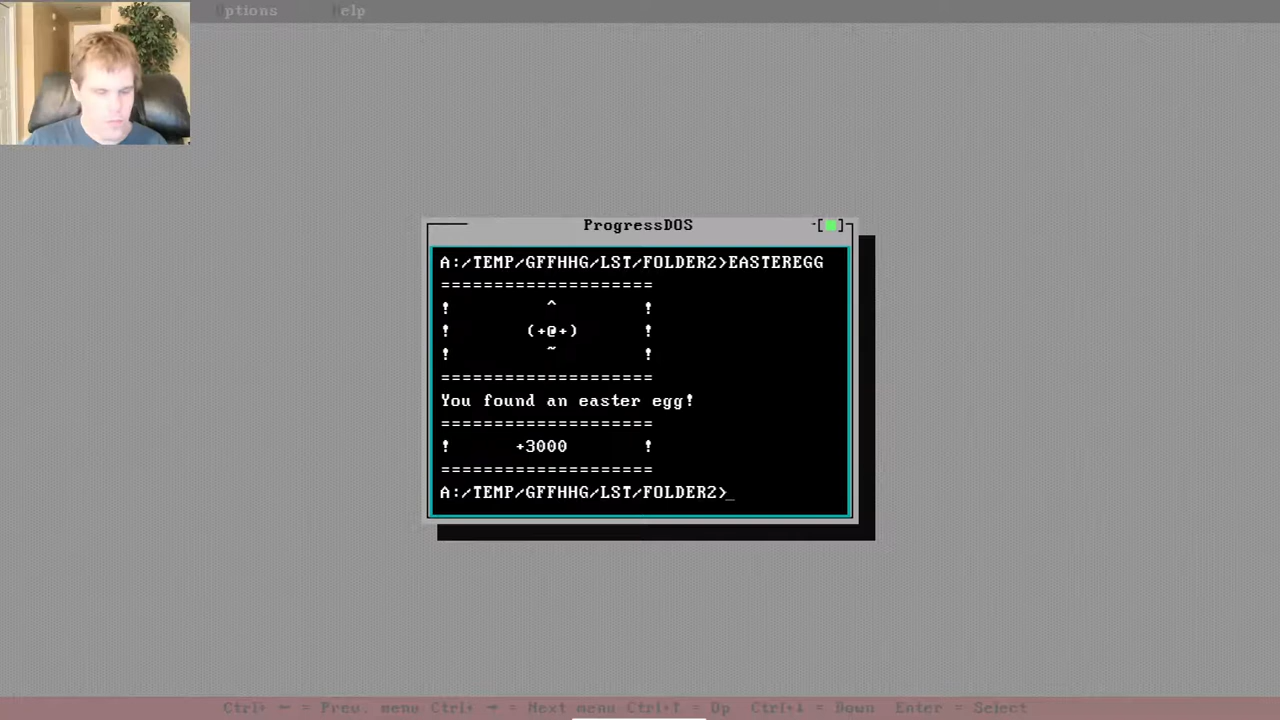 ptions Help
ProgressDOS
A:/TEMP/GFFHHG/LST/FOLDER2>EASTEREGG
====================
! ^ !
! (+@+) !
! ~ !
====================
You found an easter egg!
====================
! +3000 !
====================
A:/TEMP/GFFHHG/LST/FOLDER2>_
Ctrl+ ← = Prev. menu Ctrl+ → = Next menu Ctrl+↑ = Up Ctrl+↓ = Down Enter = Select